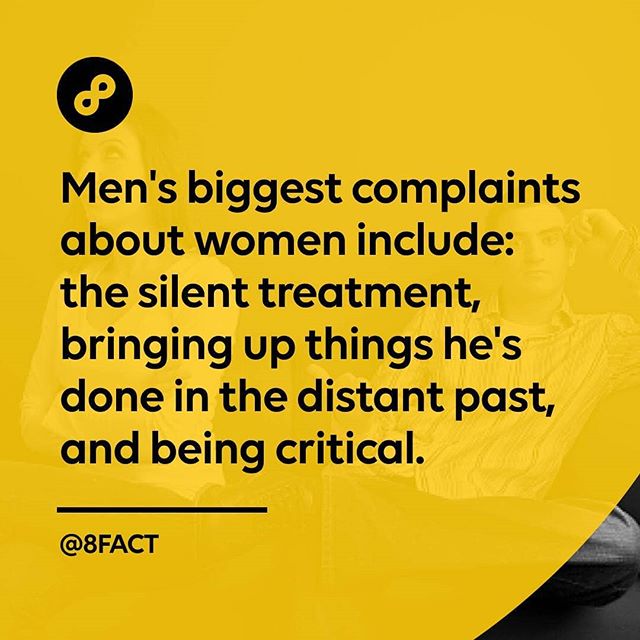 Men's biggest complaints
about women include:
the silent treatment,
bringing up things he's
done in the distant past,
and being critical.
@8FACT